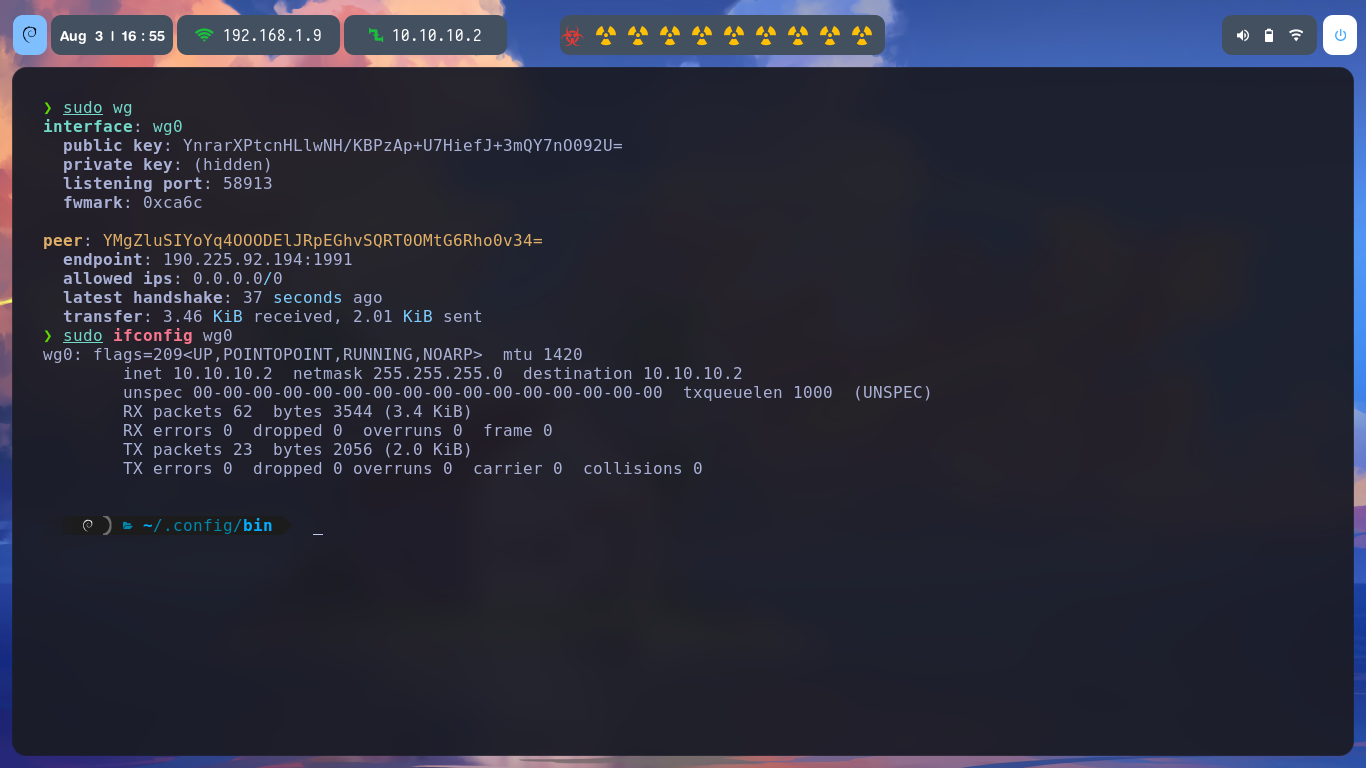 Aug 3 | 16:55 192.168.1.9 10.10.10.2
❯ sudo wg
interface: wg0
public key: YnrarXPtcnHLlwNH/KBPzAp+U7HiefJ+3mQY7nO092U=
private key: (hidden)
listening port: 58913
fwmark: 0xca6c
peer: YMgZluSIYoYq4OOODElJRpEGhvSQRT0OMtG6Rho0v34=
endpoint: 190.225.92.194:1991
allowed ips: 0.0.0.0/0
latest handshake: 37 seconds ago
transfer: 3.46 KiB received, 2.01 KiB sent
❯ sudo ifconfig wg0
wg0: flags=209<UP,POINTOPOINT,RUNNING,NOARP>  mtu 1420
inet 10.10.10.2  netmask 255.255.255.0  destination 10.10.10.2
unspec 00-00-00-00-00-00-00-00-00-00-00-00-00-00-00-00  txqueuelen 1000  (UNSPEC)
RX packets 62  bytes 3544 (3.4 KiB)
RX errors 0  dropped 0  overruns 0  frame 0
TX packets 23  bytes 2056 (2.0 KiB)
TX errors 0  dropped 0 overruns 0  carrier 0  collisions 0
~/.config/bin _